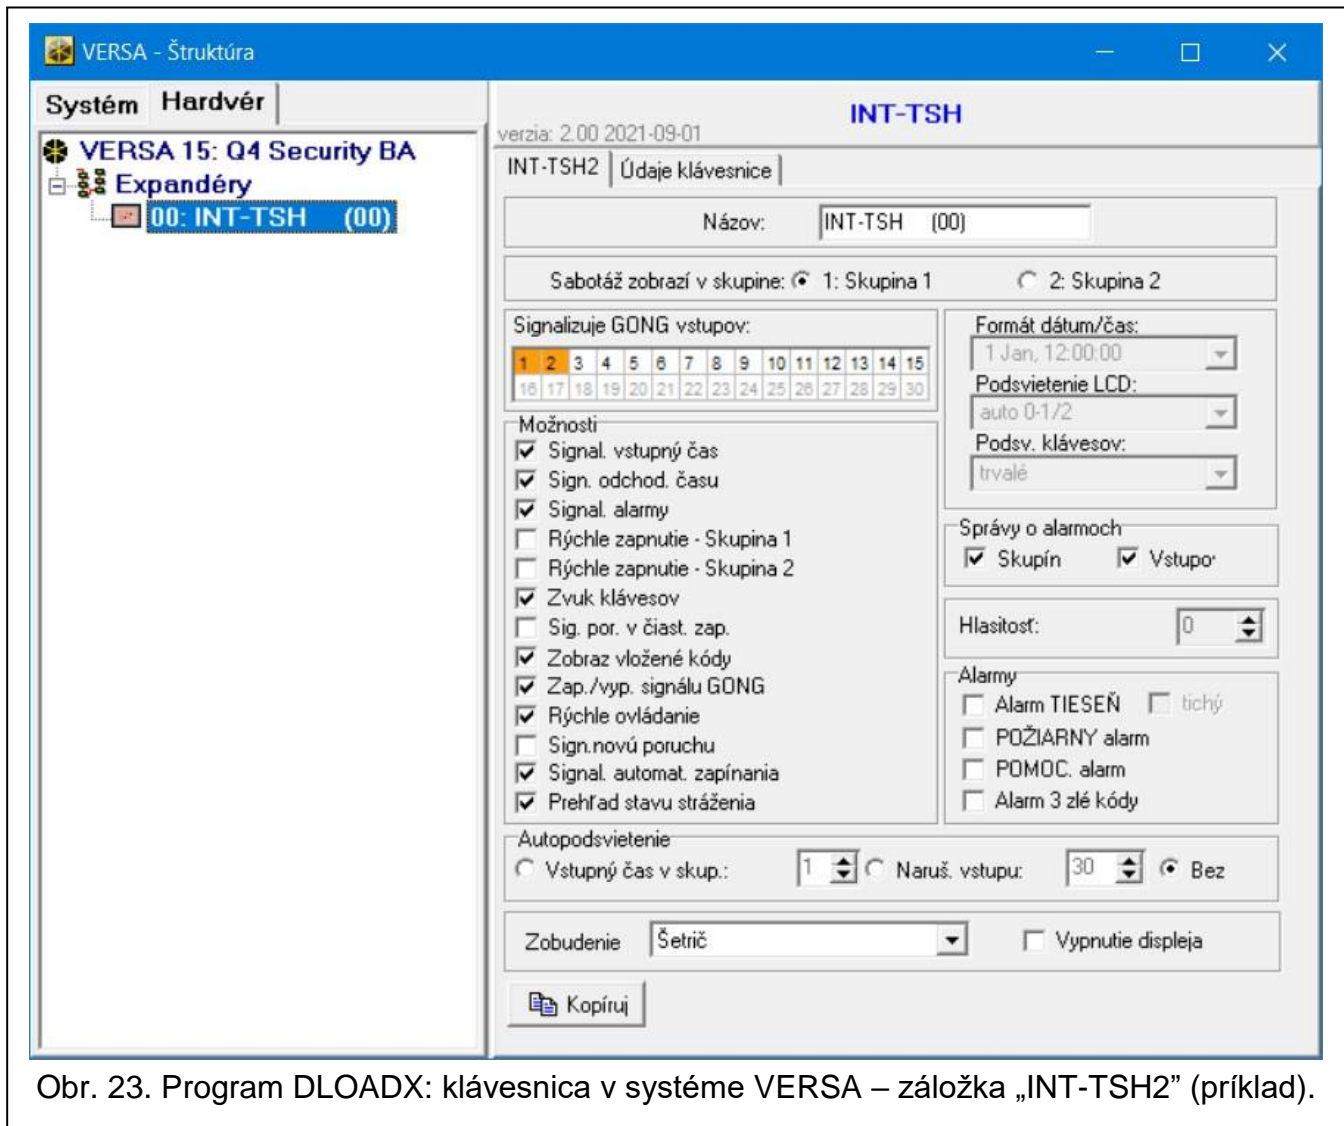 VERSA - Štruktúra
Systém Hardvér
VERSA 15: Q4 Security BA
Expandéry
00: INT-TSH (00)
INT-TSH
verzia: 2.00 2021-09-01
INT-TSH2 Údaje klávesnice
Názov: INT-TSH (00)
Sabotáž zobrazí v skupine: 1: Skupina 1 2: Skupina 2
Signalizuje GONG vstupov:
1 2 3 4 5 6 7 8 9 10 11 12 13 14 15
16 17 18 19 20 21 22 23 24 25 26 27 28 29 30
Možnosti
Signal. vstupný čas
Sign. odchod. času
Signal. alarmy
Rýchle zapnutie - Skupina 1
Rýchle zapnutie - Skupina 2
Zvuk klávesov
Sig. por. v čiast. zap.
Zobraz vložené kódy
Zap./vyp. signálu GONG
Rýchle ovládanie
Sign.novú poruchu
Signal. automat. zapínania
Prehľad stavu stráženia
Formát dátum/čas:
1 Jan, 12:00:00
Podsvietenie LCD:
auto 0-1/2
Podsv. klávesov:
trvalé
Správy o alarmoch
Skupín Vstupo
Hlasitosť: 0
Alarmy
Alarm TIESEŇ tichý
POŽIARNY alarm
POMOC. alarm
Alarm 3 zlé kódy
Autopodsvietenie
Vstupný čas v skup.: 1 Naruš. vstupu: 30 Bez
Zobudenie Šetrič Vypnutie displeja
Kopíruj
Obr. 23. Program DLOADX: klávesnica v systéme VERSA – záložka „INT-TSH2” (príklad).